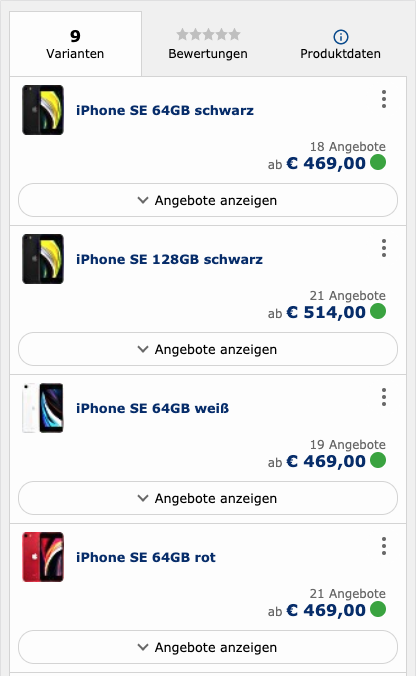 9
Varianten
Bewertungen
Produktdaten
iPhone SE 64GB schwarz
18 Angebote
ab € 469,00
Angebote anzeigen
iPhone SE 128GB schwarz
21 Angebote
ab € 514,00
Angebote anzeigen
iPhone SE 64GB weiß
19 Angebote
ab € 469,00
Angebote anzeigen
iPhone SE 64GB rot
21 Angebote
ab € 469,00
Angebote anzeigen